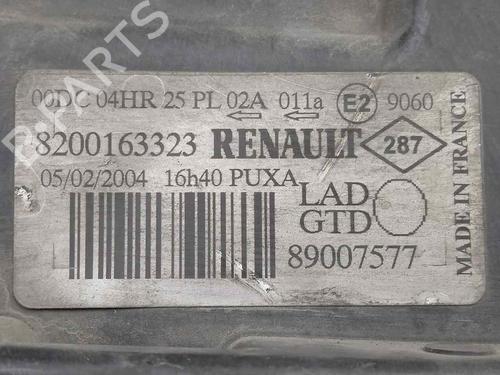 B-PARTS
00DC 04HR 25 PL 02A 011a E2 9060
8200163323 RENAULT 287
05/02/2004 16h40 PUXA LAD
GTD
89007577
MADE IN FRANCE